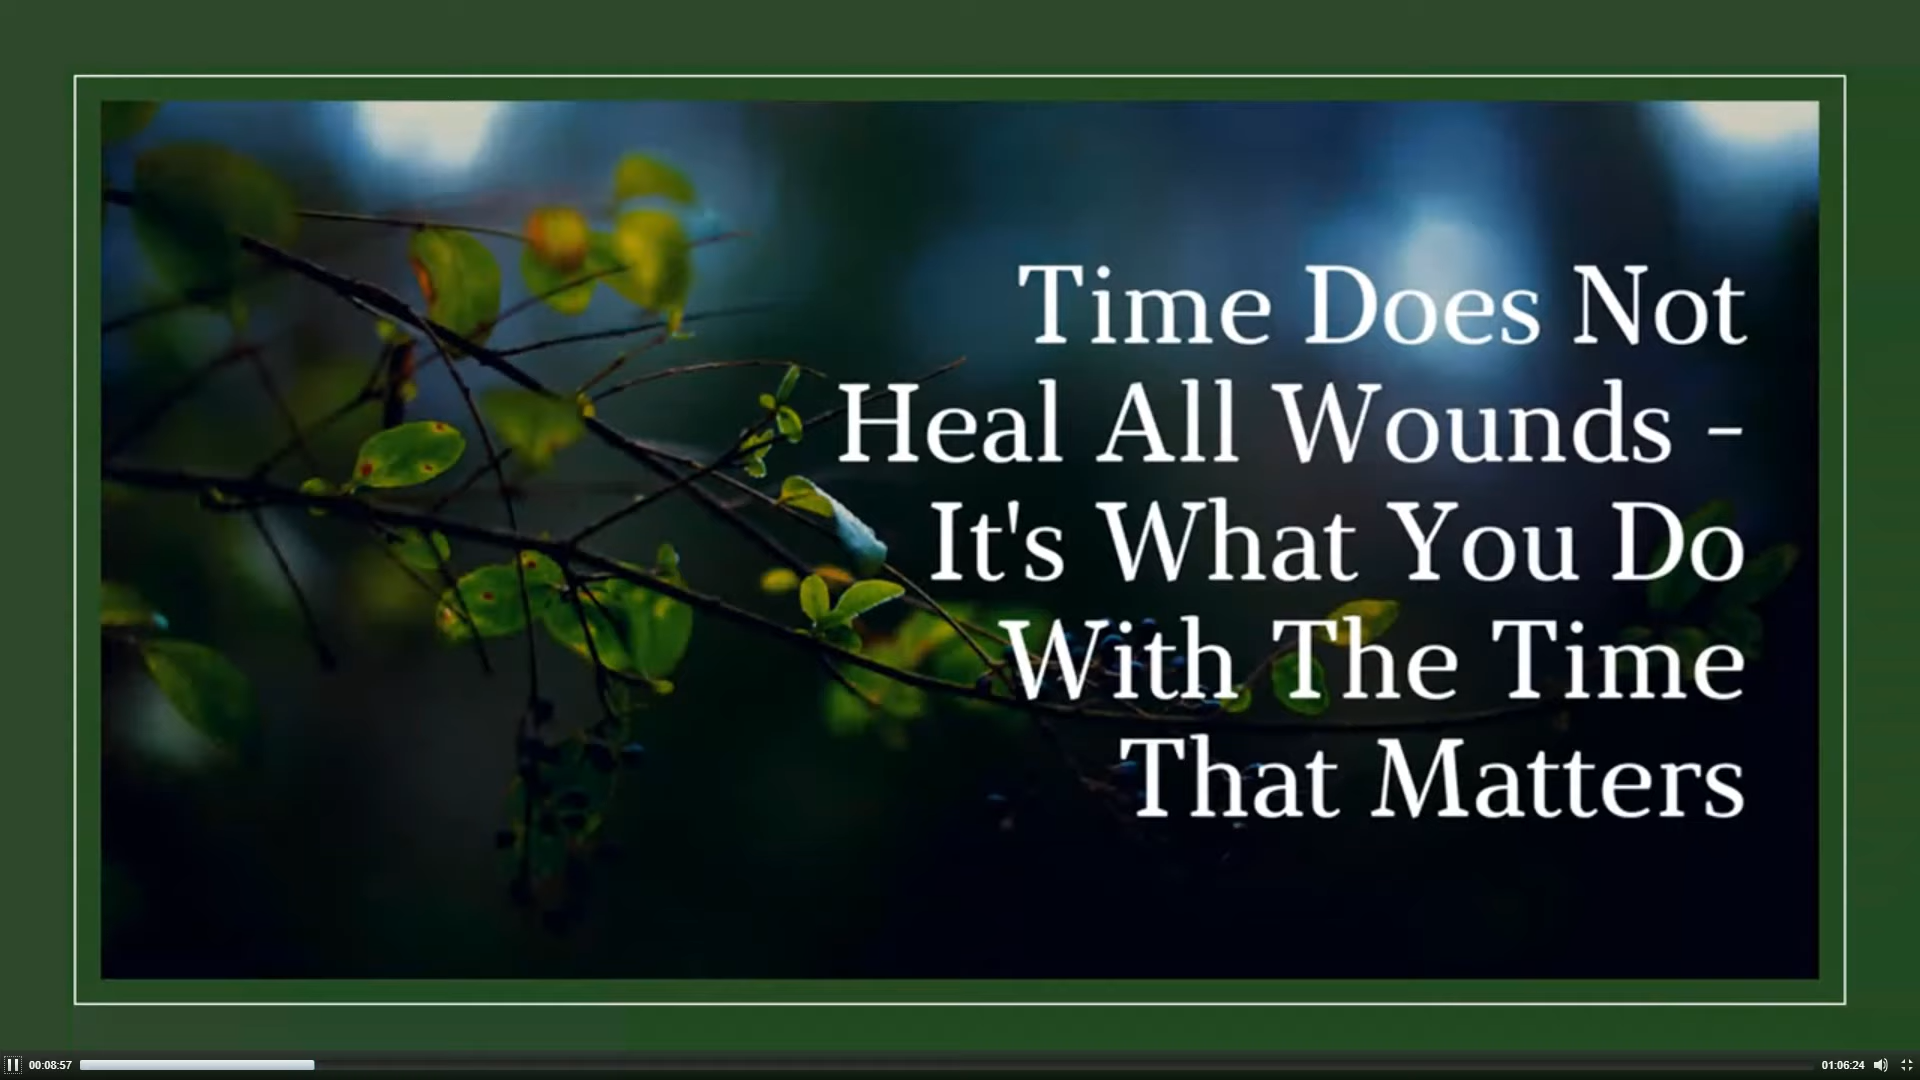 Time Does Not
Heal All Wounds -
It's What You Do
With The Time
That Matters
00:08:57
01:06:24